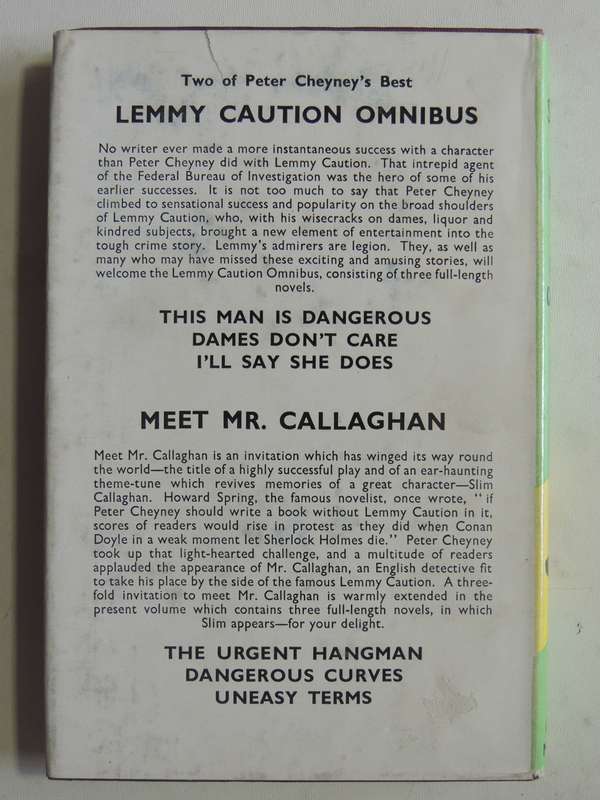 Two of Peter Cheyney's Best
LEMMY CAUTION OMNIBUS
No writer ever made a more instantaneous success with a character
than Peter Cheyney did with Lemmy Caution. That intrepid agent
of the Federal Bureau of Investigation was the hero of some of his
earlier successes. It is not too much to say that Peter Cheyney
climbed to sensational success and popularity on the broad shoulders
of Lemmy Caution, who, with his wisecracks on dames, liquor and
kindred subjects, brought a new element of entertainment into the
tough crime story. Lemmy's admirers are legion. They, as well as
many who may have missed these exciting and amusing stories, will
welcome the Lemmy Caution Omnibus, consisting of three full-length
novels.
THIS MAN IS DANGEROUS
DAMES DON'T CARE
I'LL SAY SHE DOES
MEET MR. CALLAGHAN
Meet Mr. Callaghan is an invitation which has winged its way round
the world—the title of a highly successful play and of an ear-haunting
theme-tune which revives memories of a great character—Slim
Callaghan. Howard Spring, the famous novelist, once wrote, "if
Peter Cheyney should write a book without Lemmy Caution in it,
scores of readers would rise in protest as they did when Conan
Doyle in a weak moment let Sherlock Holmes die." Peter Cheyney
took up that light-hearted challenge, and a multitude of readers
applauded the appearance of Mr. Callaghan, an English detective fit
to take his place by the side of the famous Lemmy Caution. A three-
fold invitation to meet Mr. Callaghan is warmly extended in the
present volume which contains three full-length novels, in which
Slim appears—for your delight.
THE URGENT HANGMAN
DANGEROUS CURVES
UNEASY TERMS